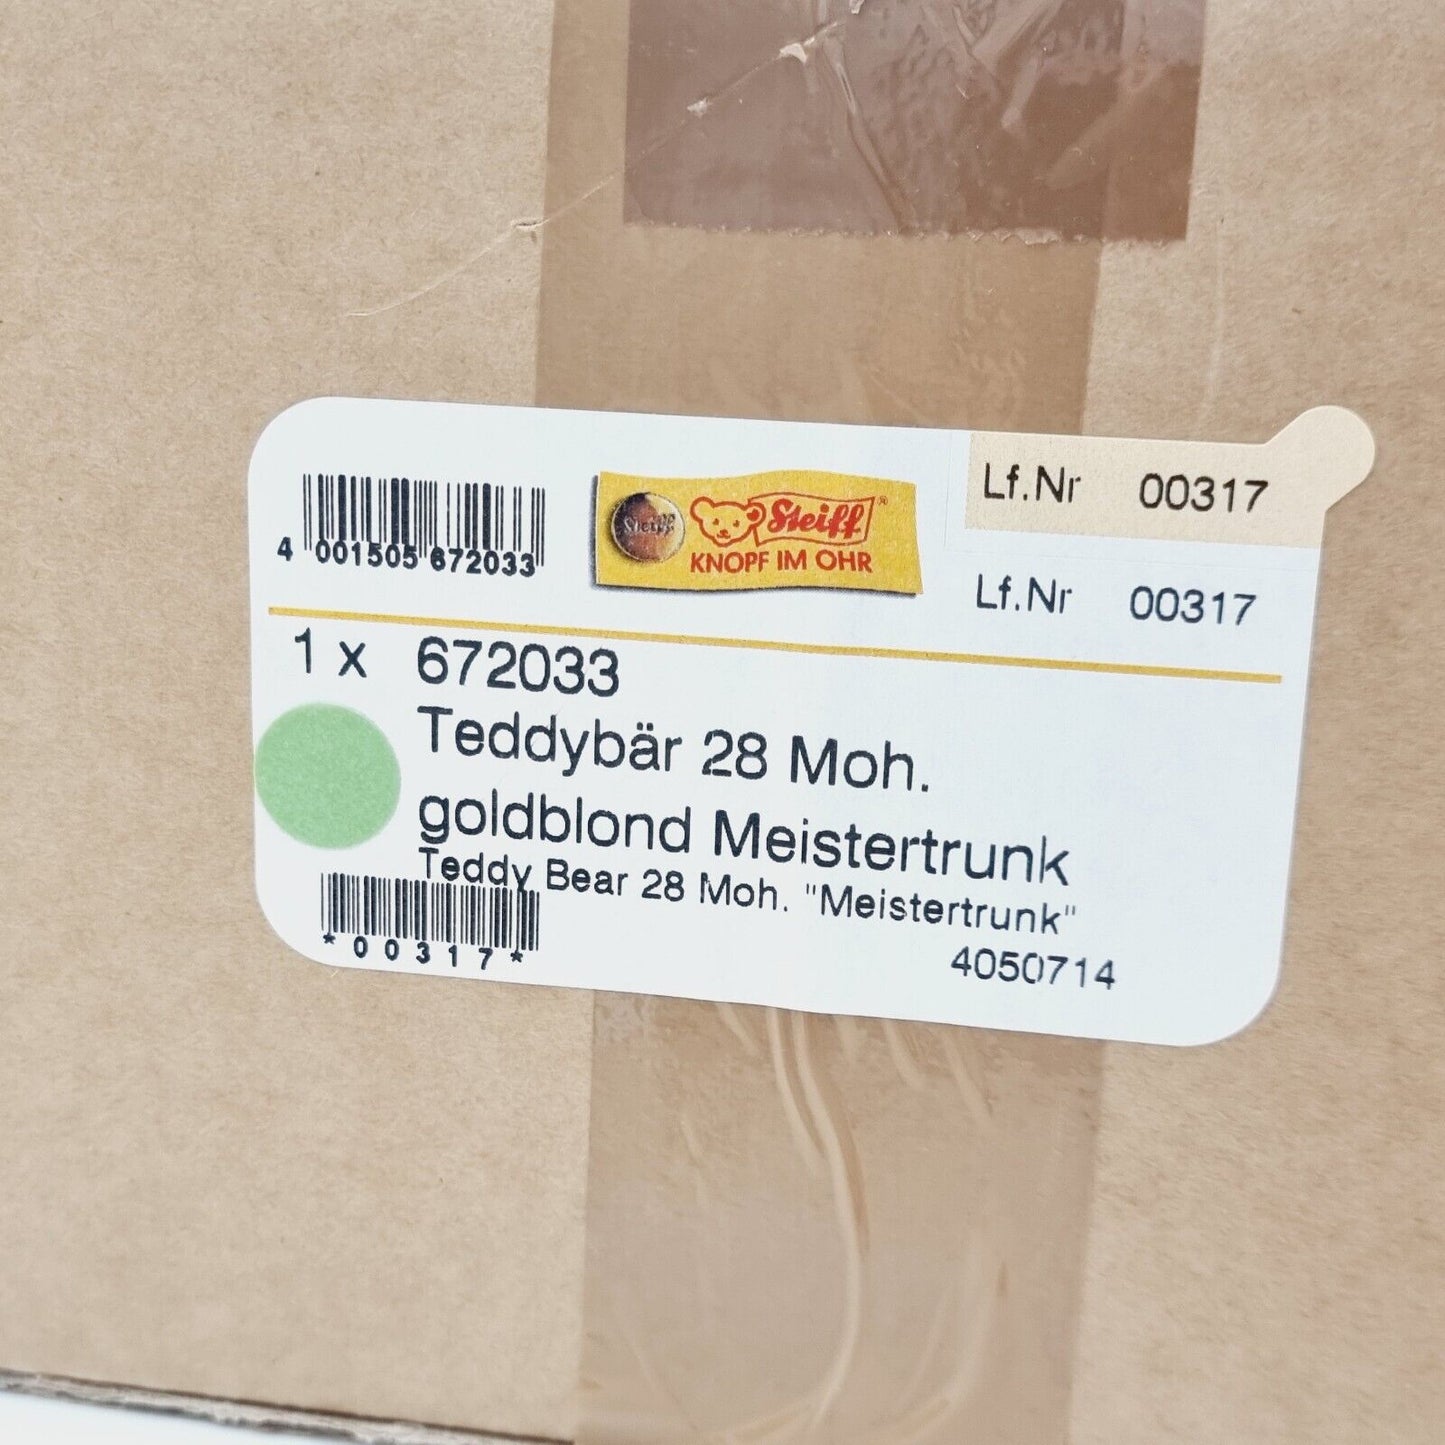 4 001505 672033
Steiff
Steiff®
KNOPF IM OHR
Lf.Nr 00317
Lf.Nr 00317
1 x 672033
Teddybär 28 Moh.
goldblond Meistertrunk
Teddy Bear 28 Moh. "Meistertrunk"
*00317*
4050714